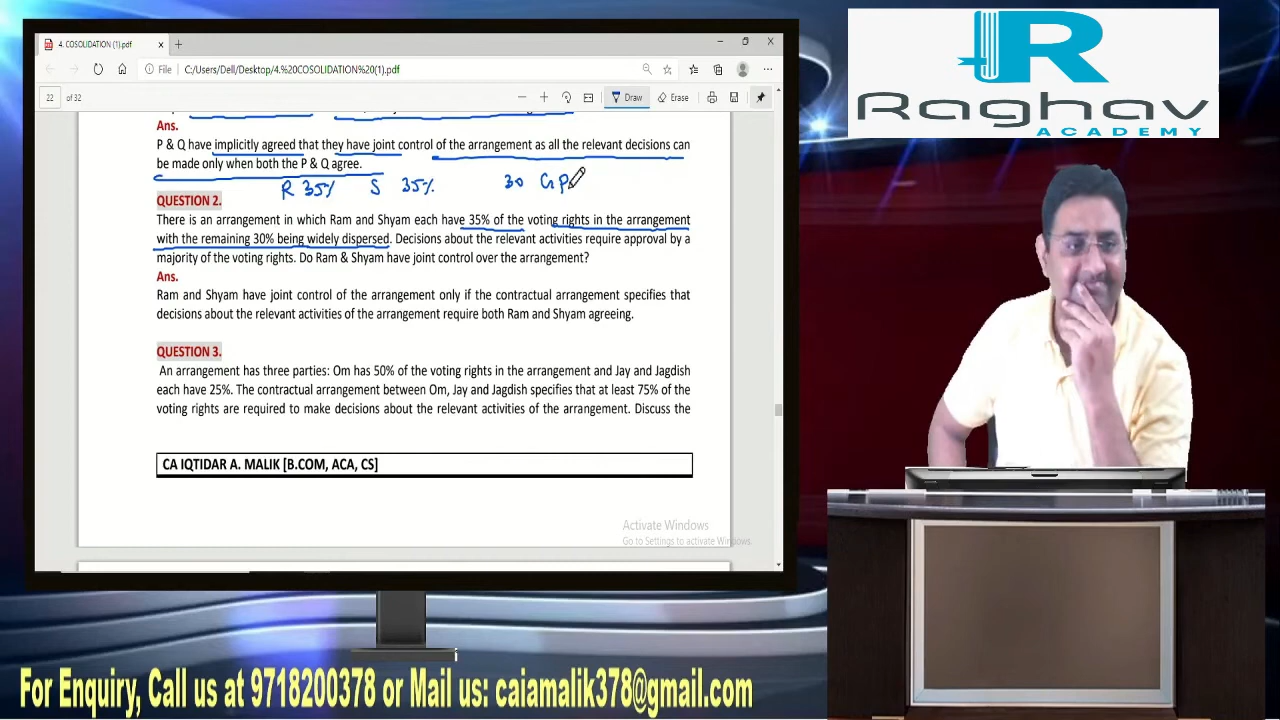 4. COSOLIDATION (1).pdf
File C:/Users/Dell/Desktop/4.%20COSOLIDATION%20(1).pdf
22 of 32
Draw Erase
Ans.
P & Q have implicitly agreed that they have joint control of the arrangement as all the relevant decisions can
be made only when both the P & Q agree.
R 35% S 35% 30 G P
QUESTION 2.
There is an arrangement in which Ram and Shyam each have 35% of the voting rights in the arrangement
with the remaining 30% being widely dispersed. Decisions about the relevant activities require approval by a
majority of the voting rights. Do Ram & Shyam have joint control over the arrangement?
Ans.
Ram and Shyam have joint control of the arrangement only if the contractual arrangement specifies that
decisions about the relevant activities of the arrangement require both Ram and Shyam agreeing.
QUESTION 3.
An arrangement has three parties: Om has 50% of the voting rights in the arrangement and Jay and Jagdish
each have 25%. The contractual arrangement between Om, Jay and Jagdish specifies that at least 75% of the
voting rights are required to make decisions about the relevant activities of the arrangement. Discuss the
CA IQTIDAR A. MALIK [B.COM, ACA, CS]
Activate Windows
Go to Settings to activate Windows.
R
Raghav
ACADEMY
For Enquiry, Call us at 9718200378 or Mail us: caiamalik378@gmail.com